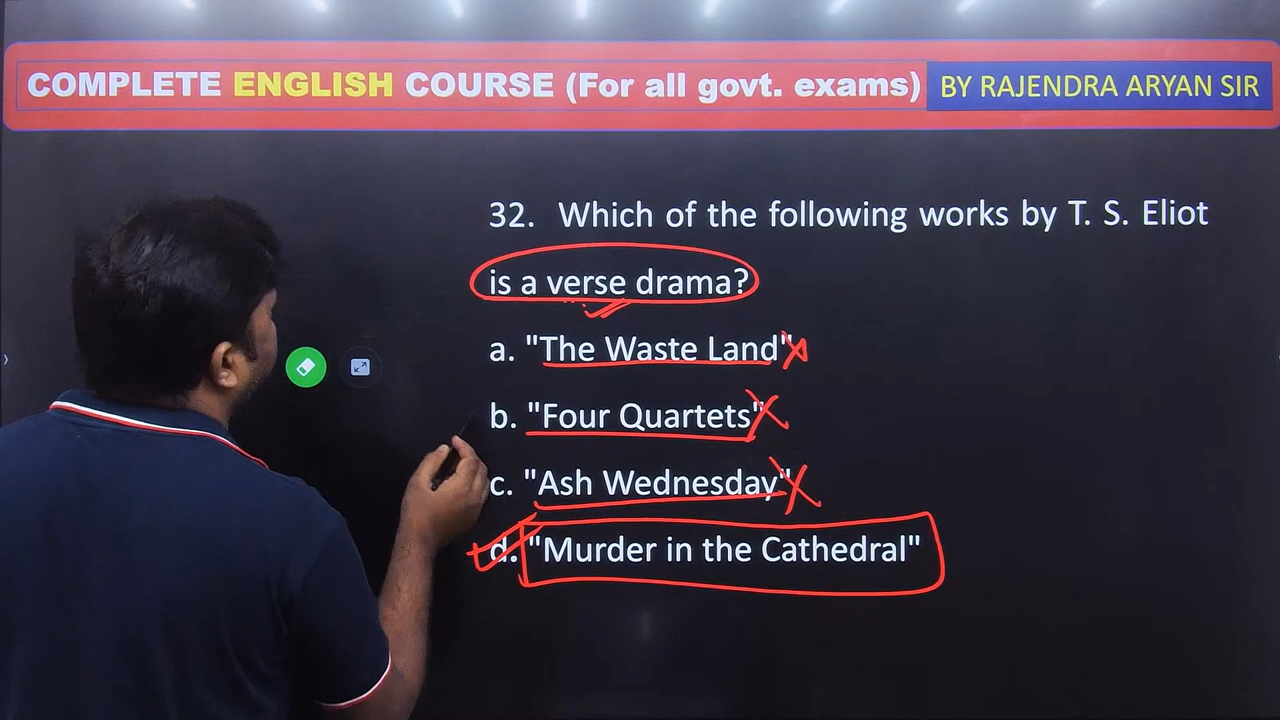 COMPLETE ENGLISH COURSE (For all govt. exams) BY RAJENDRA ARYAN SIR
32. Which of the following works by T. S. Eliot
is a verse drama?
a. "The Waste Land"
b. "Four Quartets"
c. "Ash Wednesday"
d. "Murder in the Cathedral"